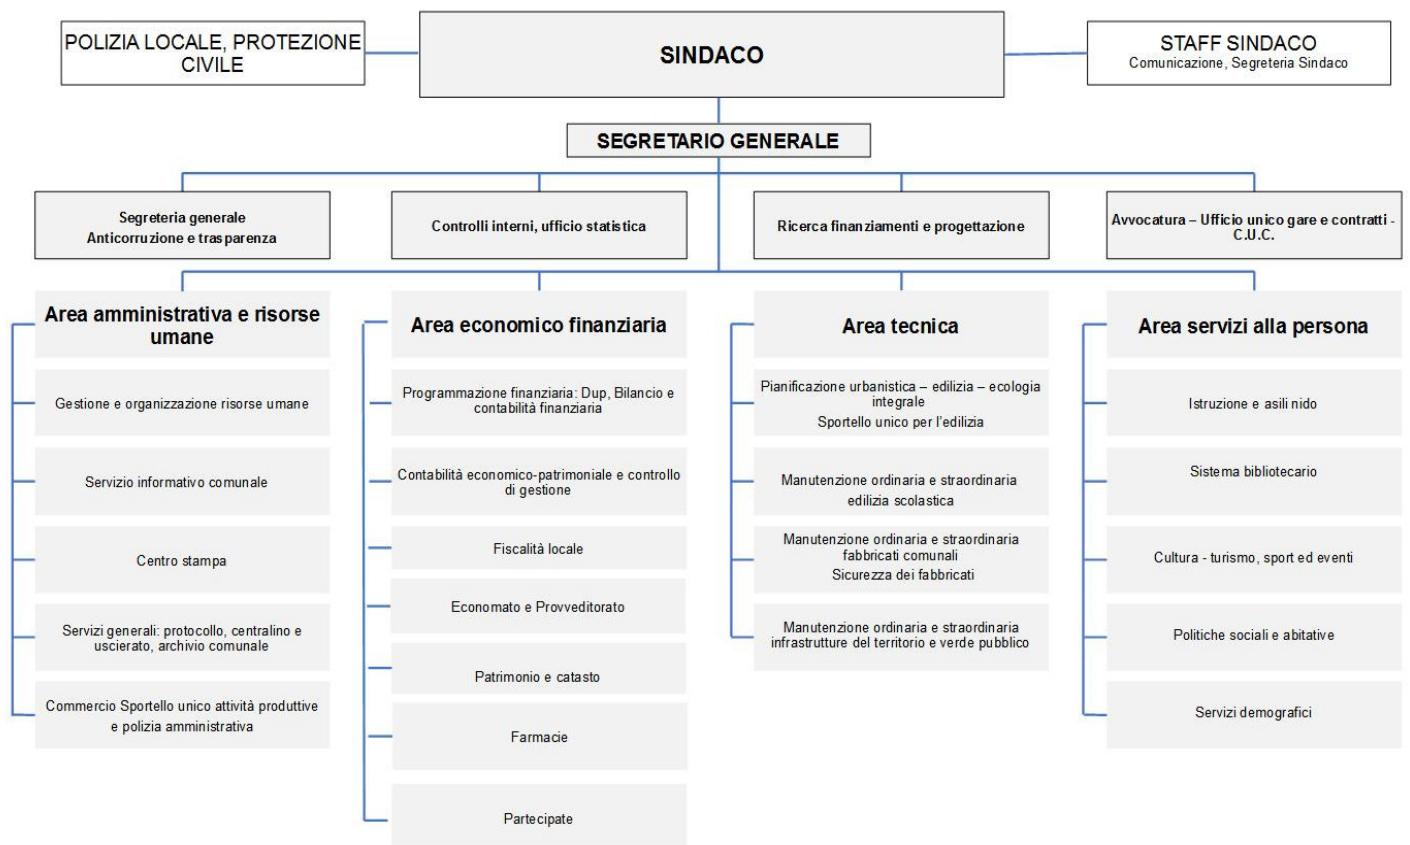 POLIZIA LOCALE, PROTEZIONE
CIVILE
SINDACO
STAFF SINDACO
Comunicazione, Segreteria Sindaco
SEGRETARIO GENERALE
Segreteria generale
Anticorruzione e trasparenza
Controlli interni, ufficio statistica
Ricerca finanziamenti e progettazione
Avvocatura – Ufficio unico gare e contratti -
C.U.C.
Area amministrativa e risorse
umane
Gestione e organizzazione risorse umane
Servizio informativo comunale
Centro stampa
Servizi generali: protocollo, centralino e
uscierato, archivio comunale
Commercio Sportello unico attività produttive
e polizia amministrativa
Area economico finanziaria
Programmazione finanziaria: Dup, Bilancio e
contabilità finanziaria
Contabilità economico-patrimoniale e controllo
di gestione
Fiscalità locale
Economato e Provveditorato
Patrimonio e catasto
Farmacie
Partecipate
Area tecnica
Pianificazione urbanistica – edilizia – ecologia
integrale
Sportello unico per l’edilizia
Manutenzione ordinaria e straordinaria
edilizia scolastica
Manutenzione ordinaria e straordinaria
fabbricati comunali
Sicurezza dei fabbricati
Manutenzione ordinaria e straordinaria
infrastrutture del territorio e verde pubblico
Area servizi alla persona
Istruzione e asili nido
Sistema bibliotecario
Cultura - turismo, sport ed eventi
Politiche sociali e abitative
Servizi demografici